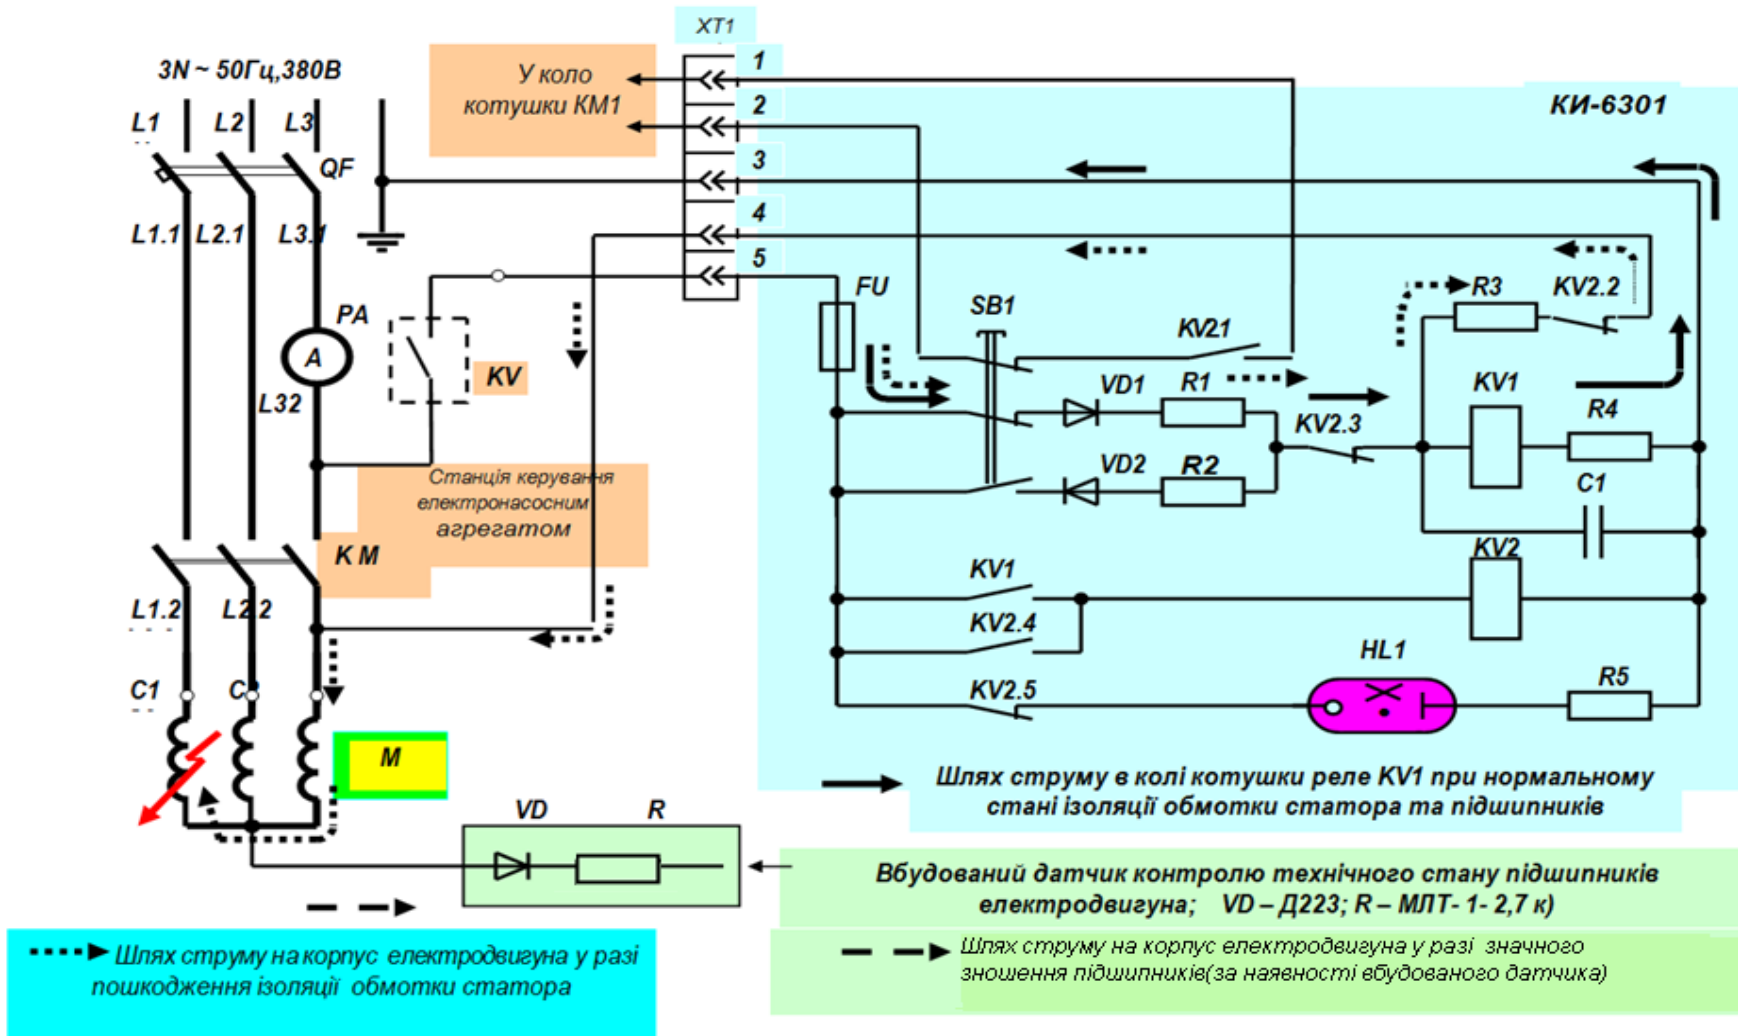 XT1
3N ~ 50Гц,380В
У коло
котушки КМ1
1
2
3
4
5
КИ-6301
L1
L2
L3
QF
L1.1
L2.1
L3.1
PA
A
L32
KV
FU
SB1
KV21
R3
KV2.2
VD1
R1
KV2.3
KV1
R4
VD2
R2
C1
Станція керування
електронасосним
агрегатом
K M
KV1
KV2
KV2.4
L1.2
L2.2
HL1
KV2.5
R5
C1
C2
M
Шлях струму в колі котушки реле KV1 при нормальному
стані ізоляції обмотки статора та підшипників
VD
R
Вбудований датчик контролю технічного стану підшипників
електродвигуна; VD – Д223; R – МЛТ- 1- 2,7 к)
Шлях струму на корпус електродвигуна у разі
пошкодження ізоляції обмотки статора
Шлях струму на корпус електродвигуна у разі значного
зношення підшипників(за наявності вбудованого датчика)